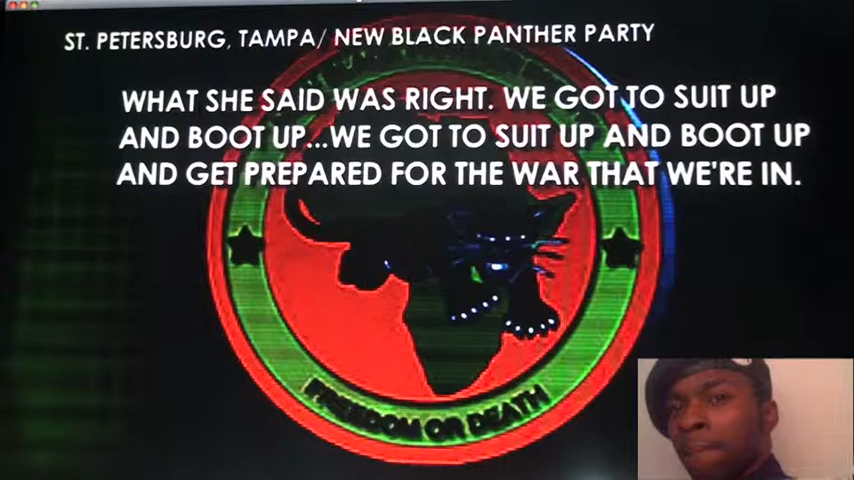 ST. PETERSBURG, TAMPA/ NEW BLACK PANTHER PARTY
WHAT SHE SAID WAS RIGHT. WE GOT TO SUIT UP
AND BOOT UP...WE GOT TO SUIT UP AND BOOT UP
AND GET PREPARED FOR THE WAR THAT WE'RE IN.
FREEDOM OR DEATH